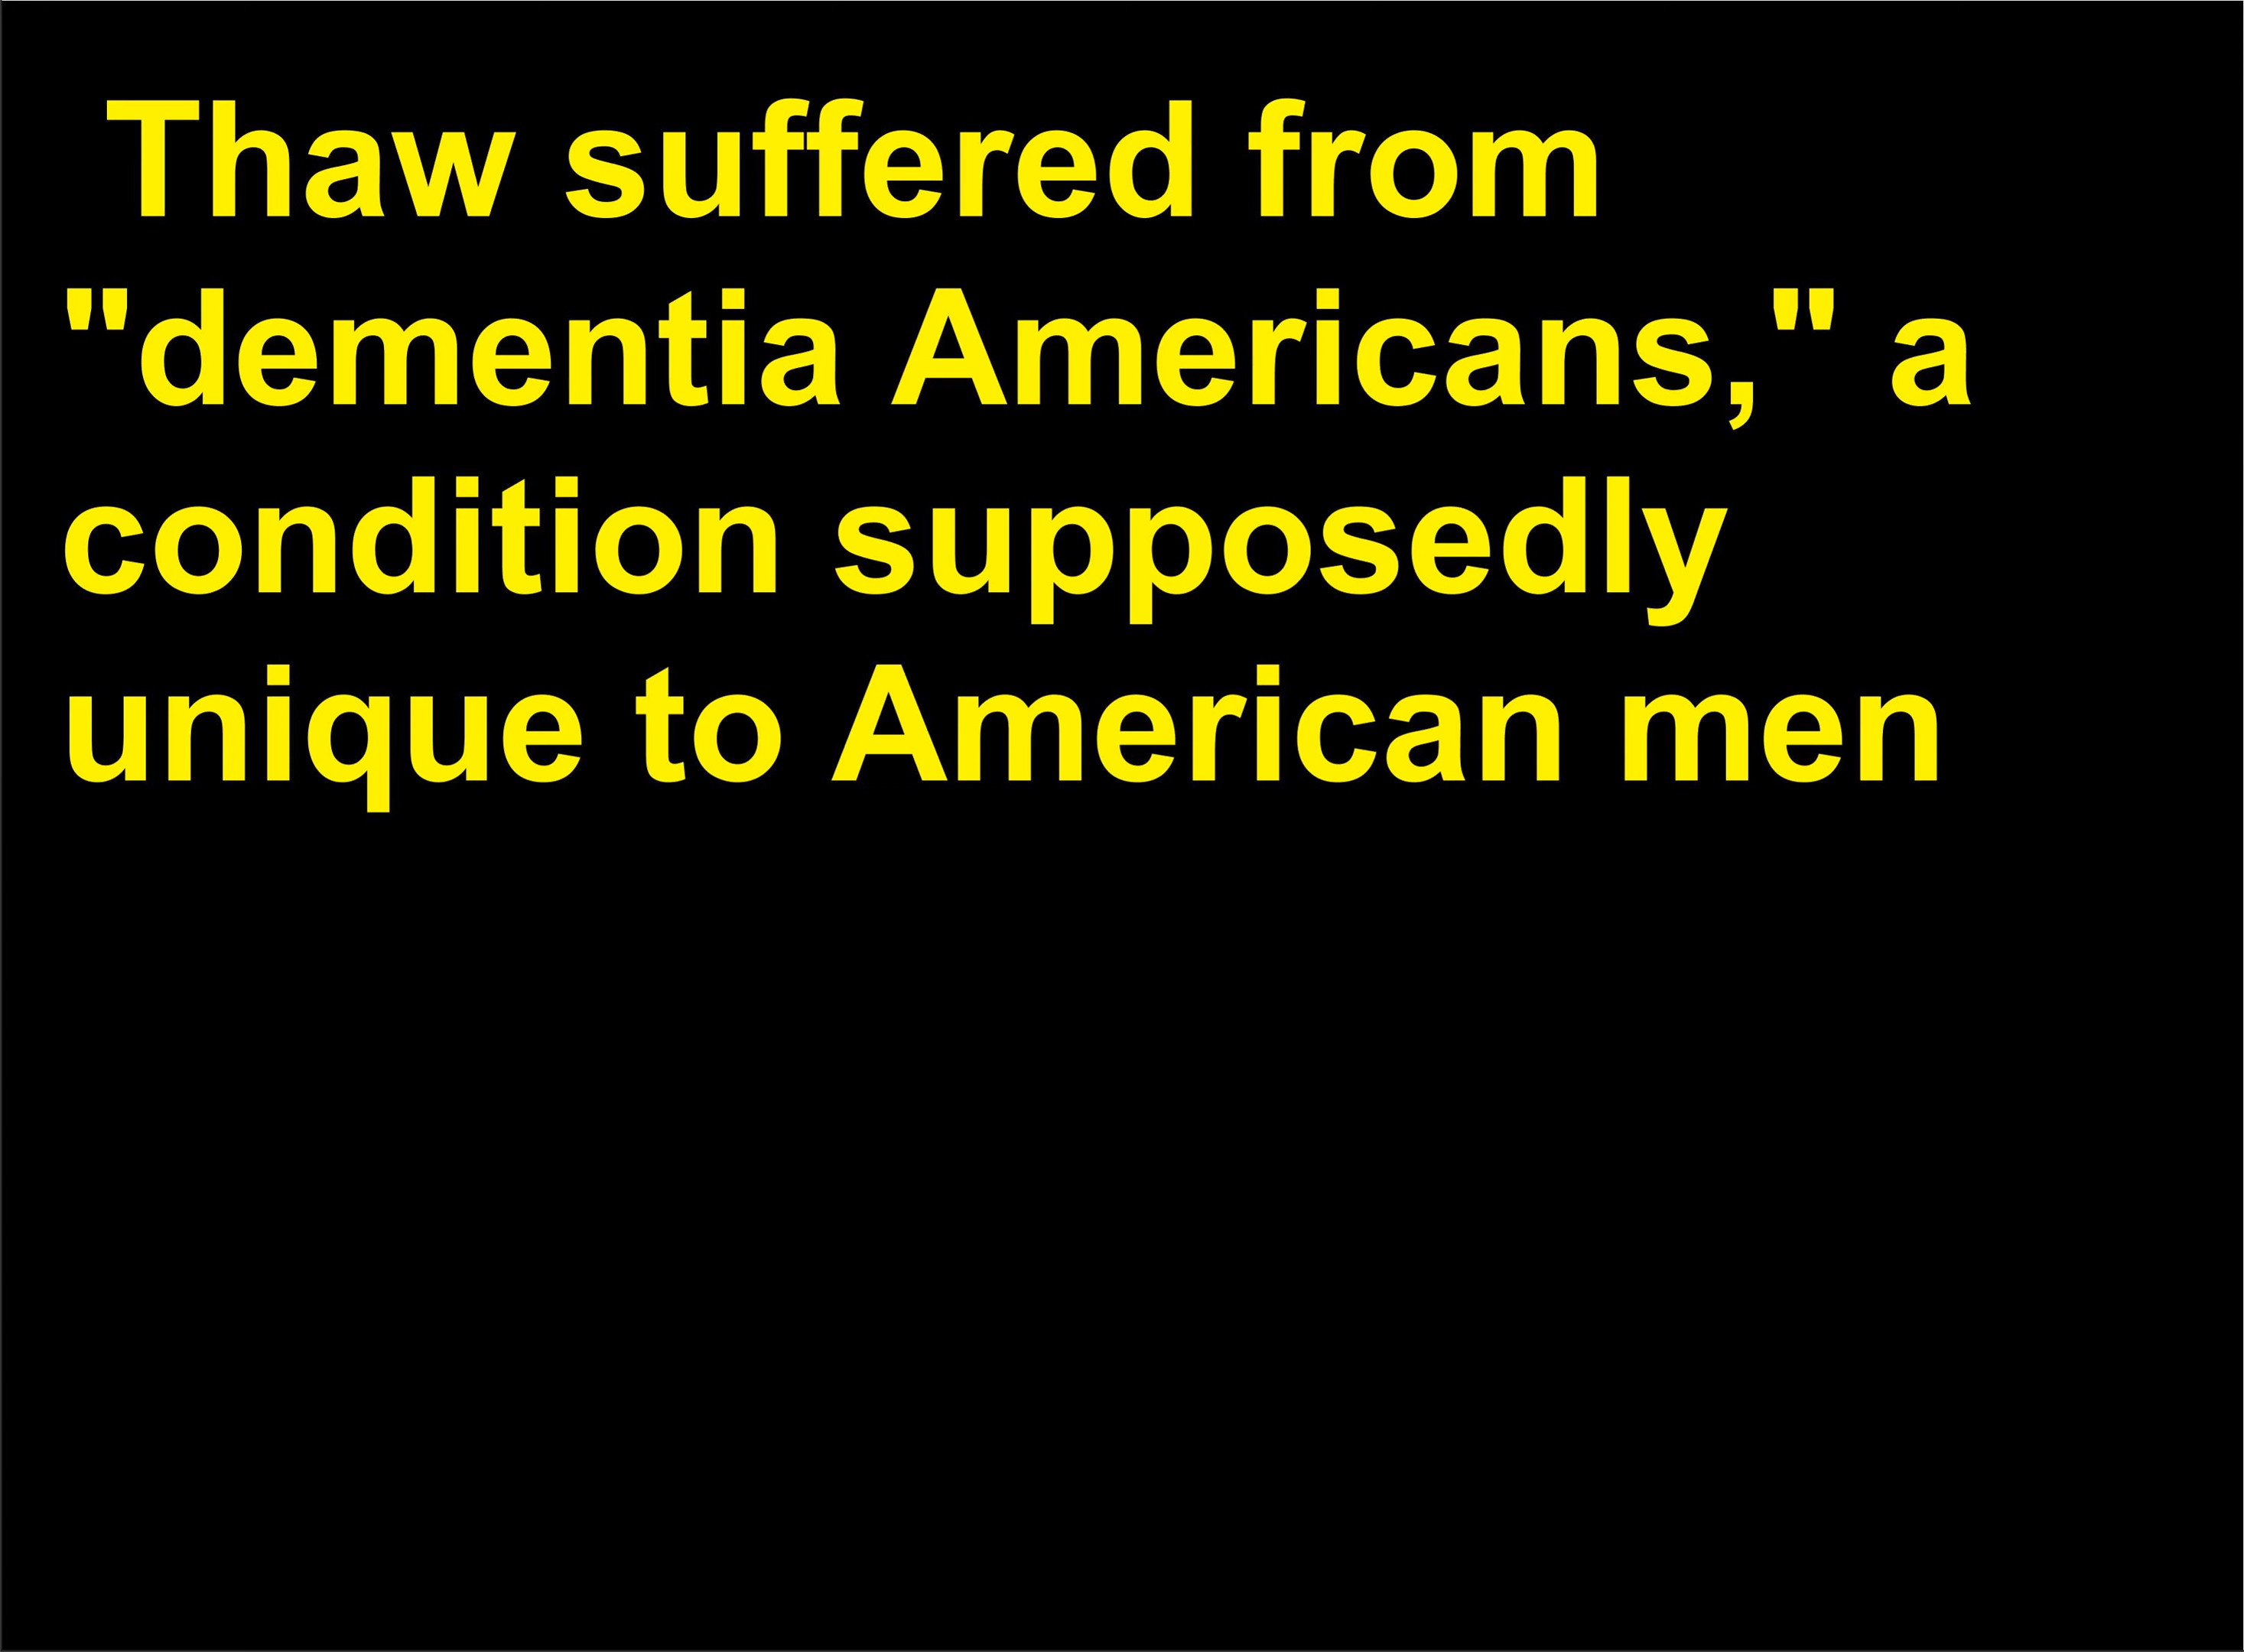 Thaw suffered from
"dementia Americans," a
condition supposedly
unique to American men